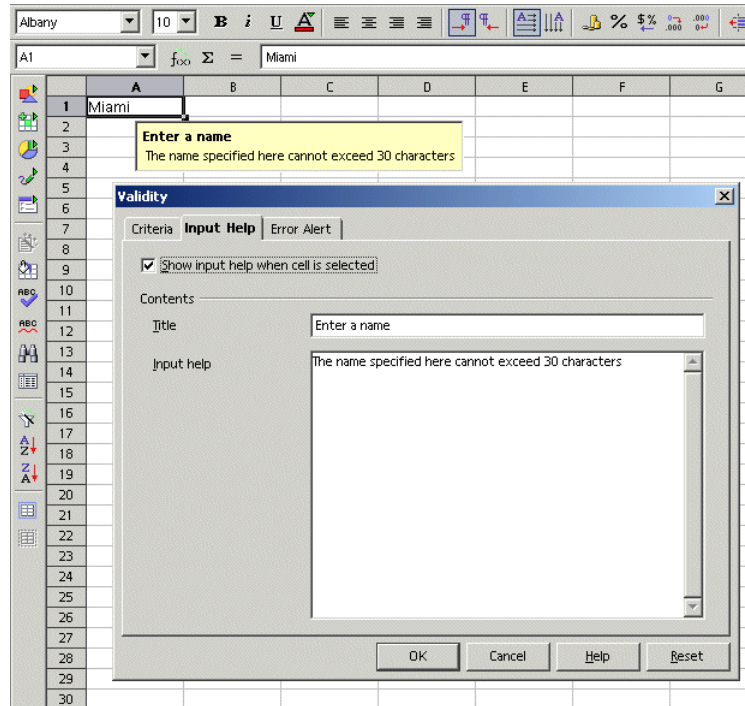 Albany 10 B i U A % $% .000 .000
A1 f(x) Σ = Miami
A B C D E F G
1 Miami
2
Enter a name
3
The name specified here cannot exceed 30 characters
4
5
Validity
6
7 Criteria Input Help Error Alert
8
9 Show input help when cell is selected
10
Contents
11
ABC
12 Title Enter a name
ABC
13
14 Input help The name specified here cannot exceed 30 characters
15
16
17
A Z
18
Z A
19
20
21
22
23
24
25
26
27
28 OK Cancel Help Reset
29
30